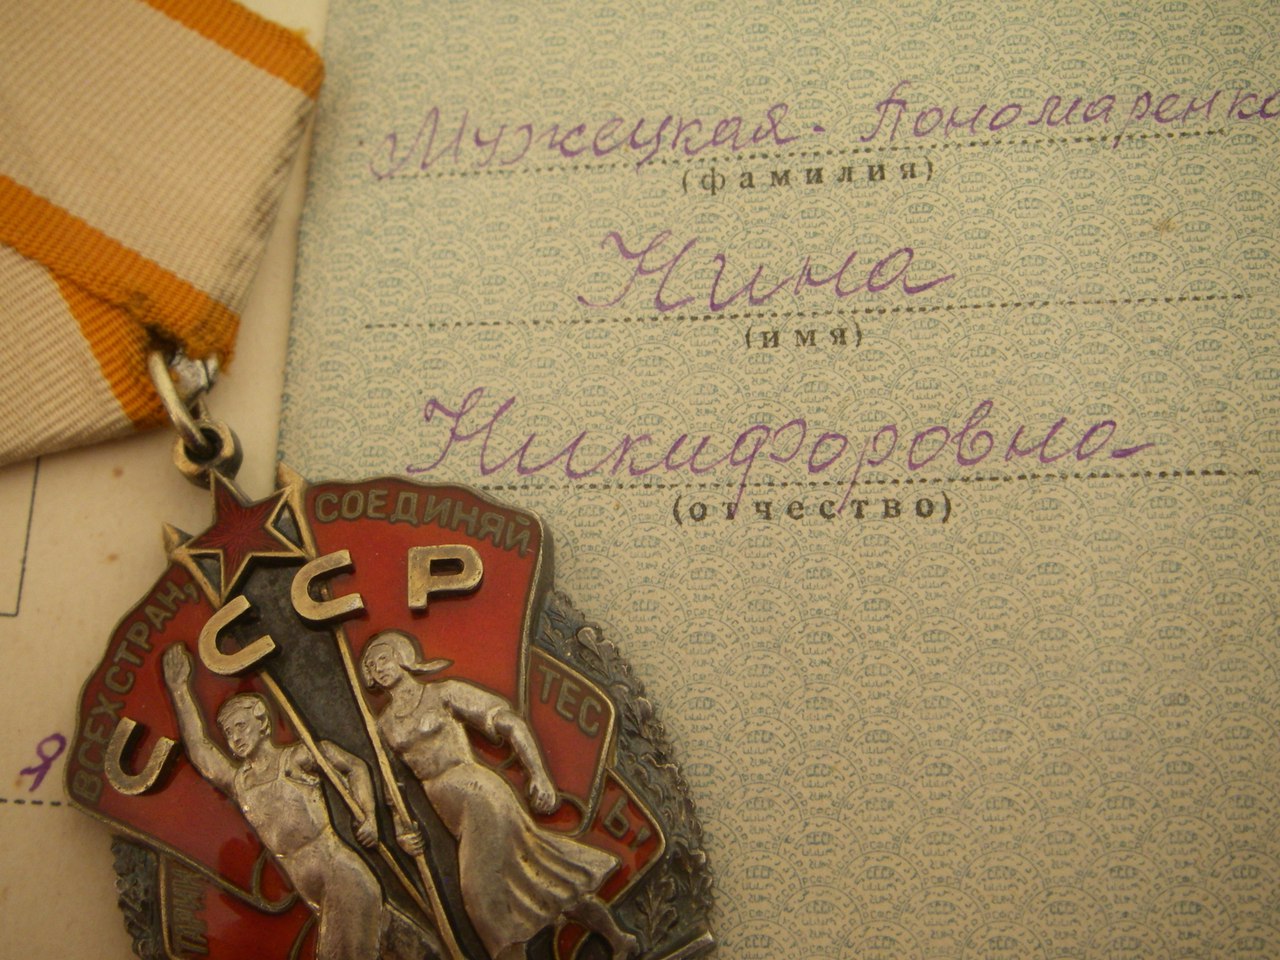 Мужецкая - Пономаренко
(фамилия)
Нина
(имя)
Никифоровна
(отчество)
СОЕДИНЯЙ
ТЕС
Ь!
ВСЕХ СТРАН,
СССР
я